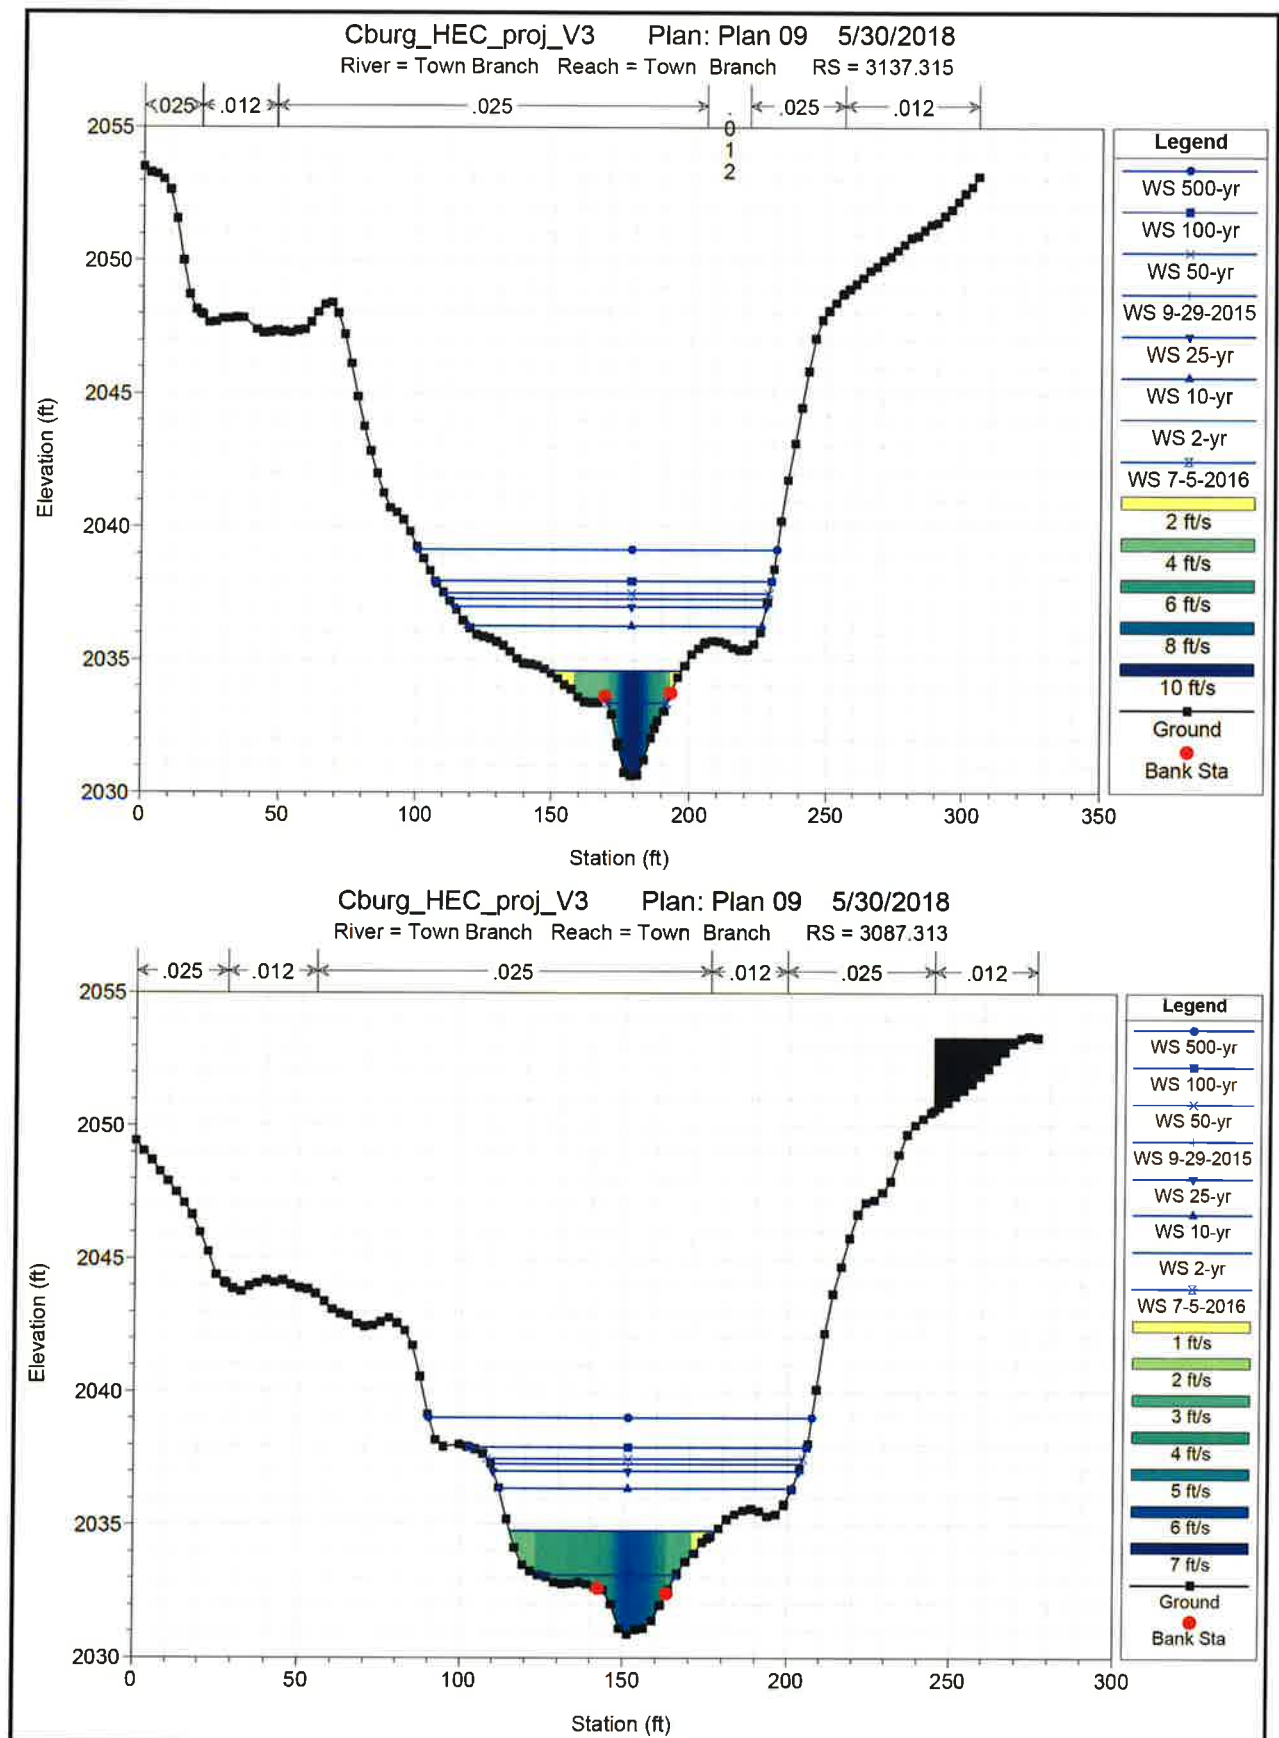 Cburg_HEC_proj_V3 Plan: Plan 09 5/30/2018
River = Town Branch Reach = Town Branch RS = 3137.315
.025 .012 .025 .012 .025 .012
2055
2050
2045
2040
2035
2030
Elevation (ft)
0 50 100 150 200 250 300 350
Station (ft)
Legend
WS 500-yr
WS 100-yr
WS 50-yr
WS 9-29-2015
WS 25-yr
WS 10-yr
WS 2-yr
WS 7-5-2016
2 ft/s
4 ft/s
6 ft/s
8 ft/s
10 ft/s
Ground
Bank Sta
Cburg_HEC_proj_V3 Plan: Plan 09 5/30/2018
River = Town Branch Reach = Town Branch RS = 3087.313
.025 .012 .025 .012 .025 .012
2055
2050
2045
2040
2035
2030
Elevation (ft)
0 50 100 150 200 250 300
Station (ft)
Legend
WS 500-yr
WS 100-yr
WS 50-yr
WS 9-29-2015
WS 25-yr
WS 10-yr
WS 2-yr
WS 7-5-2016
1 ft/s
2 ft/s
3 ft/s
4 ft/s
5 ft/s
6 ft/s
7 ft/s
Ground
Bank Sta